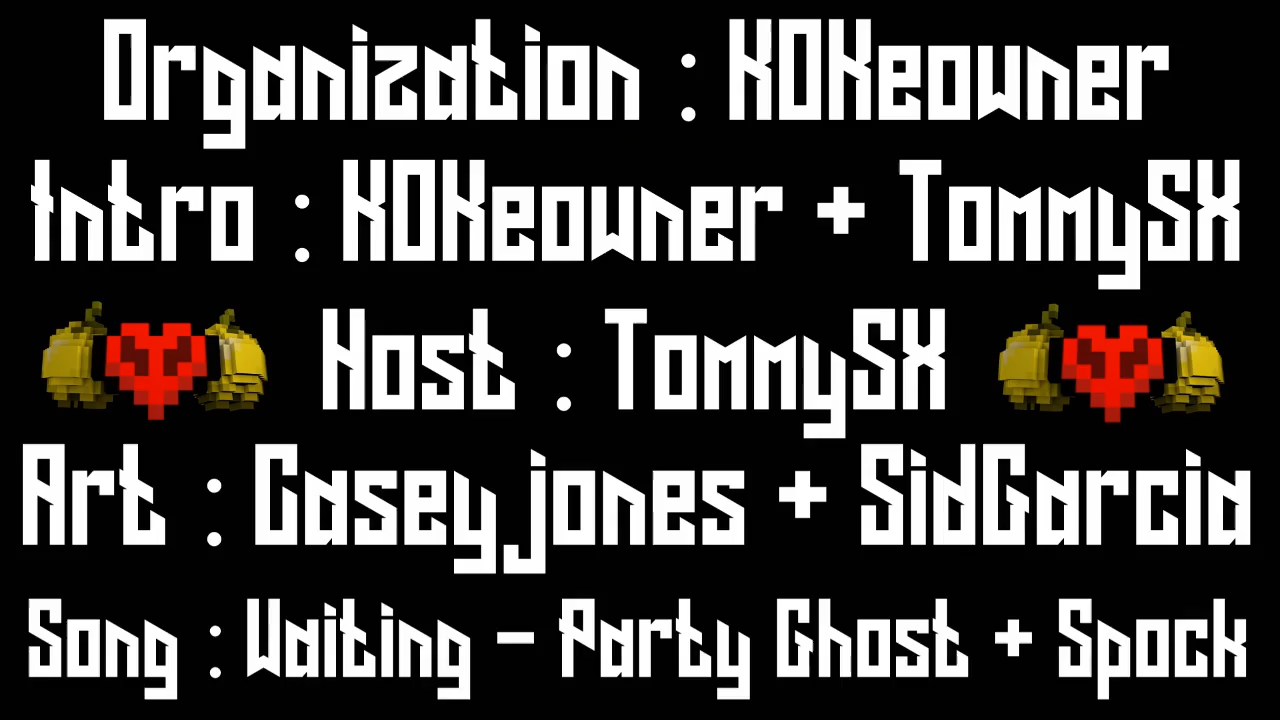 Organization : KOKeowner
Intro : KOKeowner + TommySX
Host : TommySX
Art : Caseyjones + SidGarcia
Song : Waiting - Party Ghost + Spock